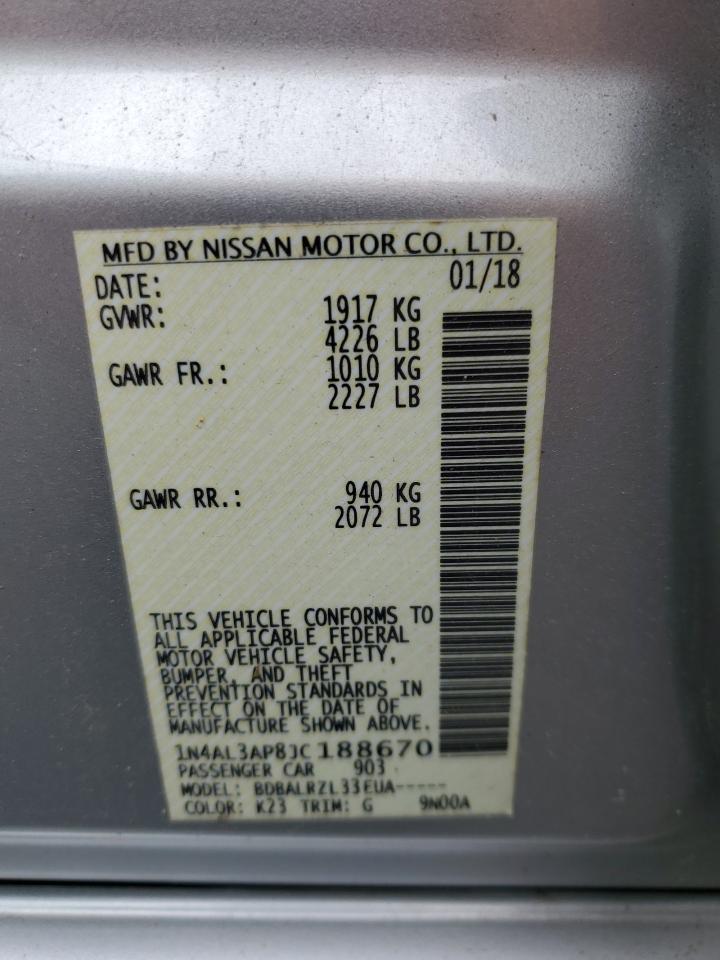 MFD BY NISSAN MOTOR CO., LTD.
DATE: 01/18
GVWR: 1917 KG
4226 LB
GAWR FR.: 1010 KG
2227 LB
GAWR RR.: 940 KG
2072 LB
THIS VEHICLE CONFORMS TO
ALL APPLICABLE FEDERAL
MOTOR VEHICLE SAFETY,
BUMPER, AND THEFT
PREVENTION STANDARDS IN
EFFECT ON THE DATE OF
MANUFACTURE SHOWN ABOVE.
1N4AL3AP8JC188670
PASSENGER CAR 903
MODEL: BDBALRZL33EUA-----
COLOR: K23 TRIM: G 9N00A